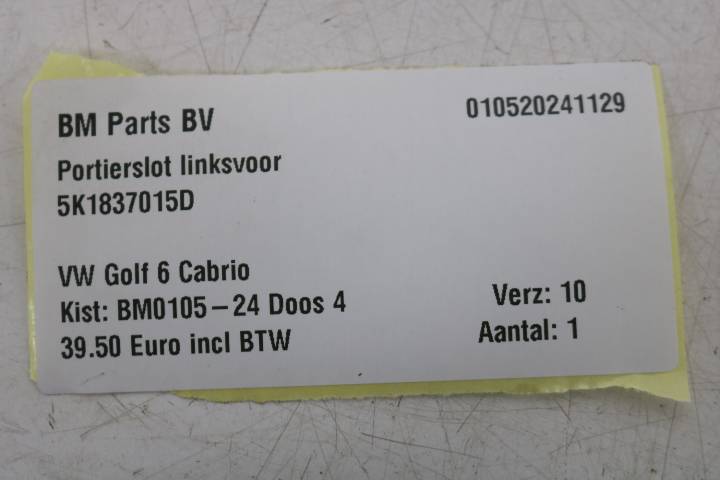 BM Parts BV
010520241129
Portierslot linksvoor
5K1837015D
VW Golf 6 Cabrio
Kist: BM0105-24 Doos 4
Verz: 10
39.50 Euro incl BTW
Aantal: 1